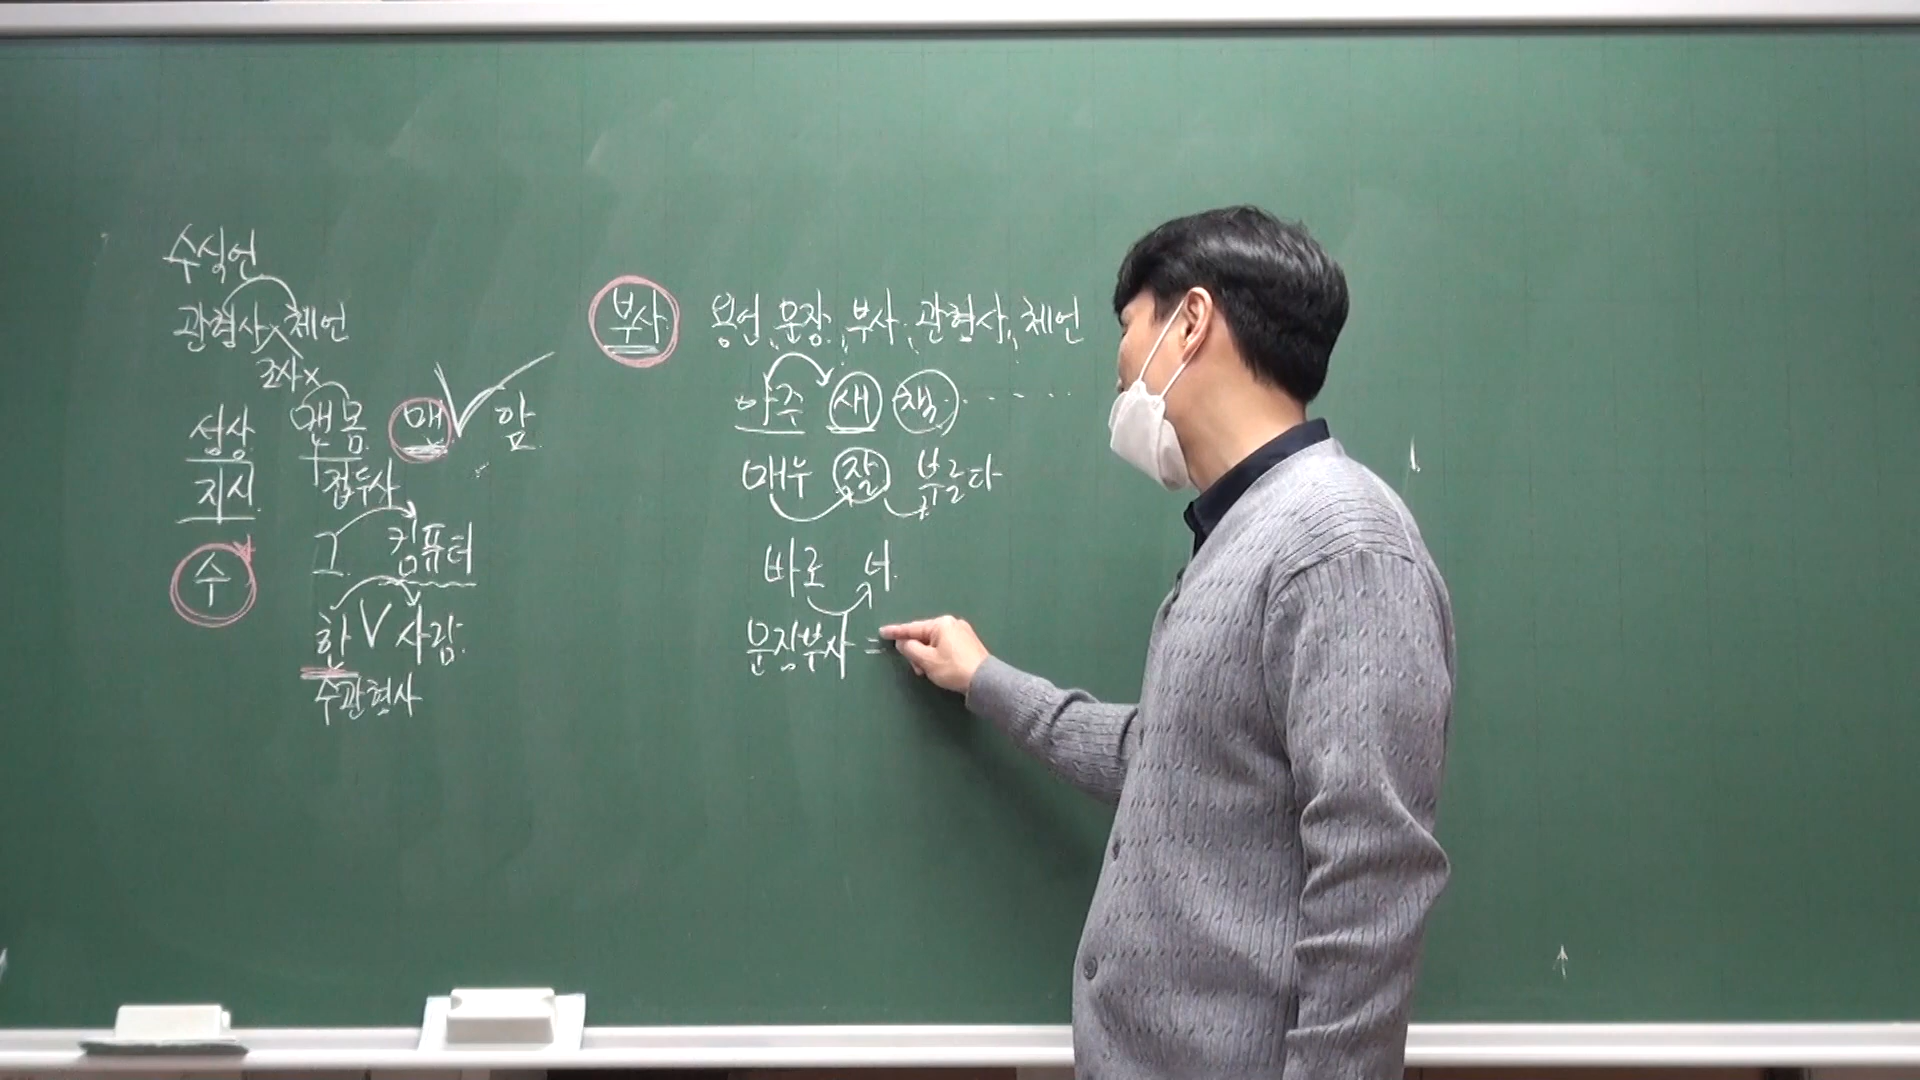 수식언
관형사 체언
조사×
성상 맨몸 맨 앞
지시 접두사
그 컴퓨터
수
한 사람
수관형사
부사 용언, 문장, 부사, 관형사, 체언
아주 새 책
매우 잘 부르다
바로 너
문장부사 =